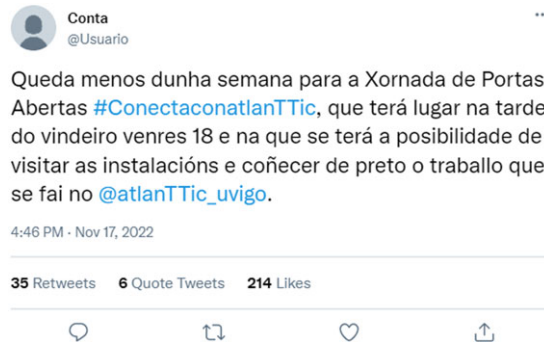 Conta
@Usuario
Queda menos dunha semana para a Xornada de Portas
Abertas #ConectaconatlanTTic, que terá lugar na tarde
do vindeiro venres 18 e na que se terá a posibilidade de
visitar as instalacións e coñecer de preto o traballo que
se fai no @atlanTTic_uvigo.
4:46 PM · Nov 17, 2022
35 Retweets 6 Quote Tweets 214 Likes